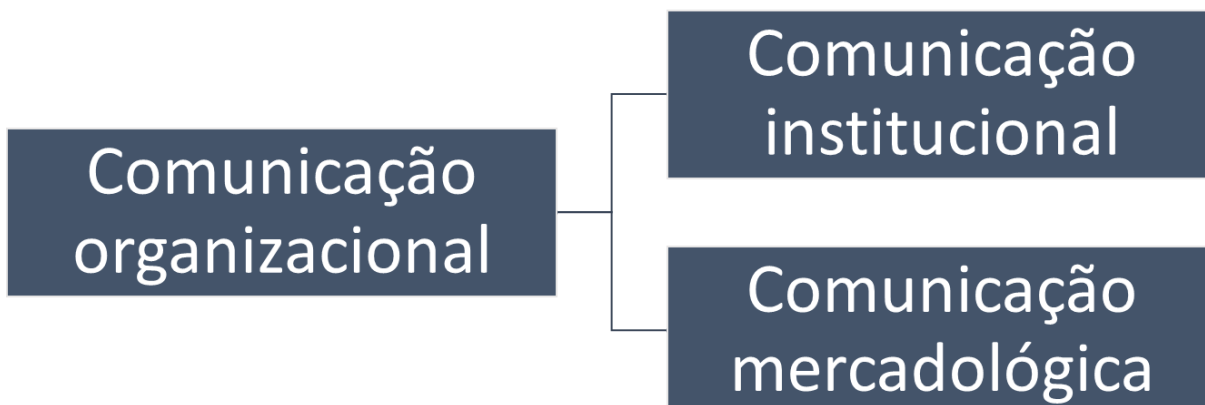 Comunicação
organizacional
Comunicação
institucional
Comunicação
mercadológica